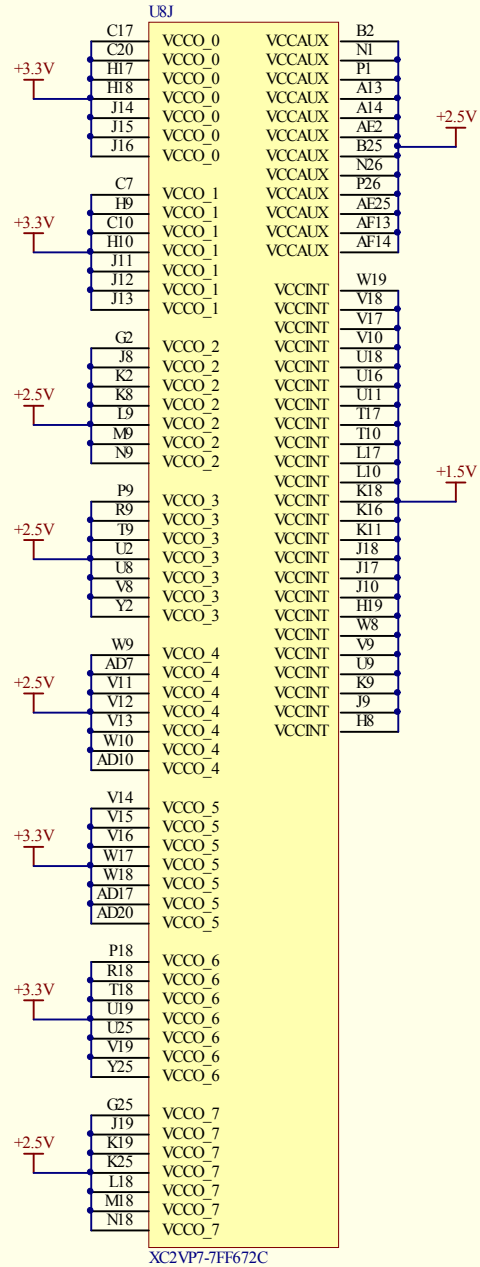 U8J
C17 VCCO_0
C20 VCCO_0
H17 VCCO_0
H18 VCCO_0
J14 VCCO_0
J15 VCCO_0
J16 VCCO_0
+3.3V
C7 VCCO_1
H9 VCCO_1
C10 VCCO_1
H10 VCCO_1
J11 VCCO_1
J12 VCCO_1
J13 VCCO_1
+3.3V
G2 VCCO_2
J8 VCCO_2
K2 VCCO_2
K8 VCCO_2
L9 VCCO_2
M9 VCCO_2
N9 VCCO_2
+2.5V
P9 VCCO_3
R9 VCCO_3
T9 VCCO_3
U2 VCCO_3
U8 VCCO_3
V8 VCCO_3
Y2 VCCO_3
+2.5V
W9 VCCO_4
AD7 VCCO_4
V11 VCCO_4
V12 VCCO_4
V13 VCCO_4
W10 VCCO_4
AD10 VCCO_4
+2.5V
V14 VCCO_5
V15 VCCO_5
V16 VCCO_5
W17 VCCO_5
W18 VCCO_5
AD17 VCCO_5
AD20 VCCO_5
+3.3V
P18 VCCO_6
R18 VCCO_6
T18 VCCO_6
U19 VCCO_6
U25 VCCO_6
V19 VCCO_6
Y25 VCCO_6
+3.3V
G25 VCCO_7
J19 VCCO_7
K19 VCCO_7
K25 VCCO_7
L18 VCCO_7
M18 VCCO_7
N18 VCCO_7
+2.5V
VCCAUX B2
VCCAUX N1
VCCAUX P1
VCCAUX A13
VCCAUX A14
VCCAUX AE2
VCCAUX B25
VCCAUX N26
VCCAUX P26
VCCAUX AE25
VCCAUX AF13
VCCAUX AF14
+2.5V
VCCINT W19
VCCINT V18
VCCINT V17
VCCINT V10
VCCINT U18
VCCINT U16
VCCINT U11
VCCINT T17
VCCINT T10
VCCINT L17
VCCINT L10
VCCINT K18
VCCINT K16
VCCINT K11
VCCINT J18
VCCINT J17
VCCINT J10
VCCINT H19
VCCINT W8
VCCINT V9
VCCINT U9
VCCINT K9
VCCINT J9
VCCINT H8
+1.5V
XC2VP7-7FF672C